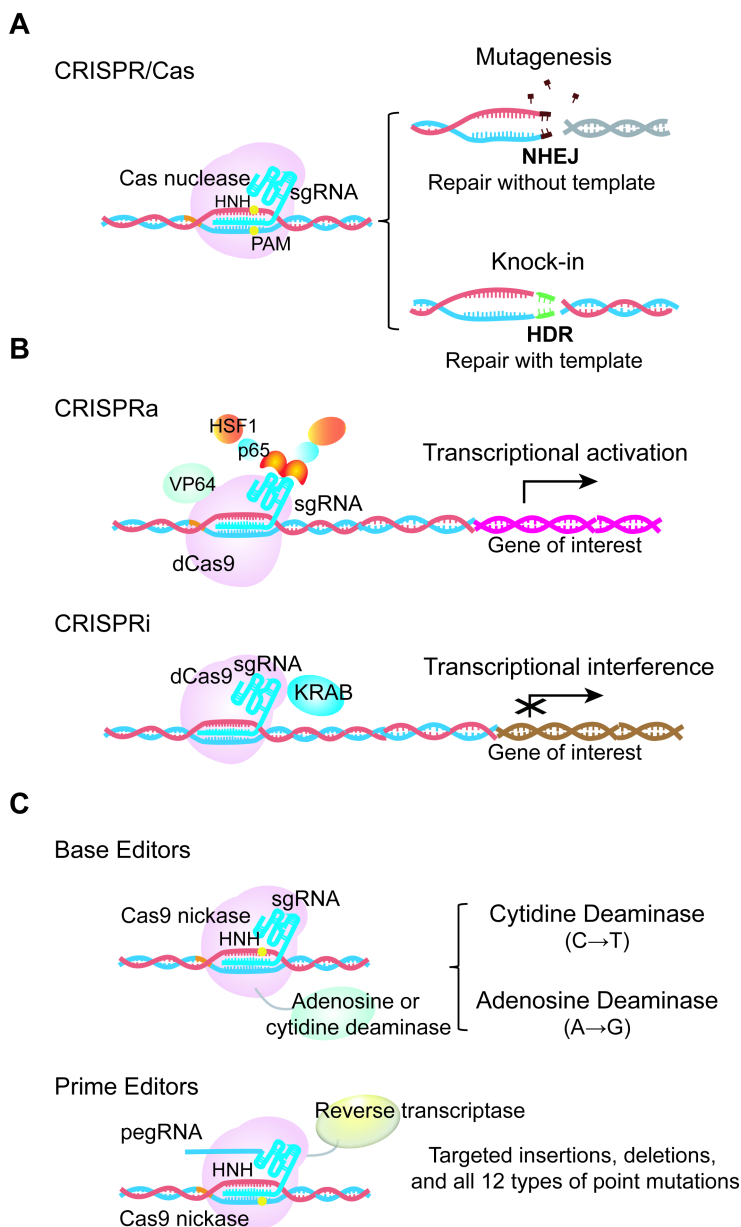 A
CRISPR/Cas
Mutagenesis
Cas nuclease
sgRNA
HNH
PAM
NHEJ
Repair without template
Knock-in
HDR
Repair with template
B
CRISPRa
HSF1
p65
VP64
sgRNA
dCas9
Transcriptional activation
Gene of interest
CRISPRi
sgRNA
dCas9
KRAB
Transcriptional interference
Gene of interest
C
Base Editors
sgRNA
Cas9 nickase
HNH
Adenosine or
cytidine deaminase
Cytidine Deaminase
(C→T)
Adenosine Deaminase
(A→G)
Prime Editors
Reverse transcriptase
pegRNA
HNH
Cas9 nickase
Targeted insertions, deletions,
and all 12 types of point mutations